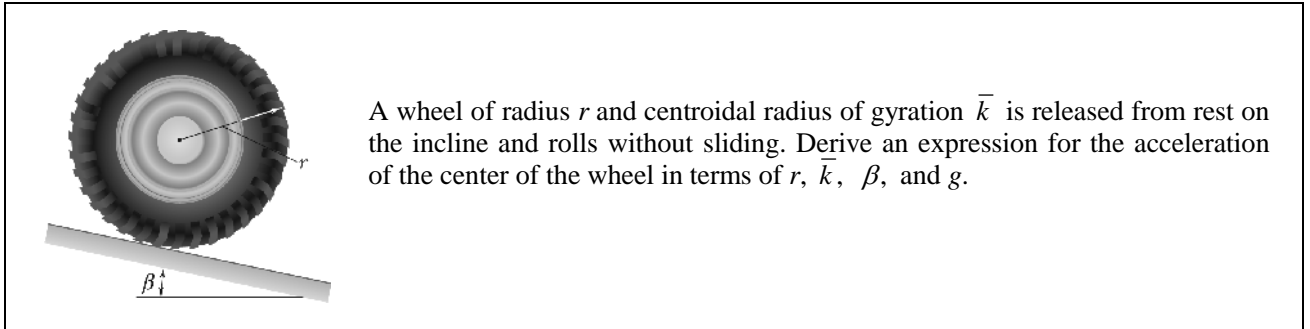 A wheel of radius r and centroidal radius of gyration k̄ is released from rest on
the incline and rolls without sliding. Derive an expression for the acceleration
of the center of the wheel in terms of r, k̄, β, and g.
r
β